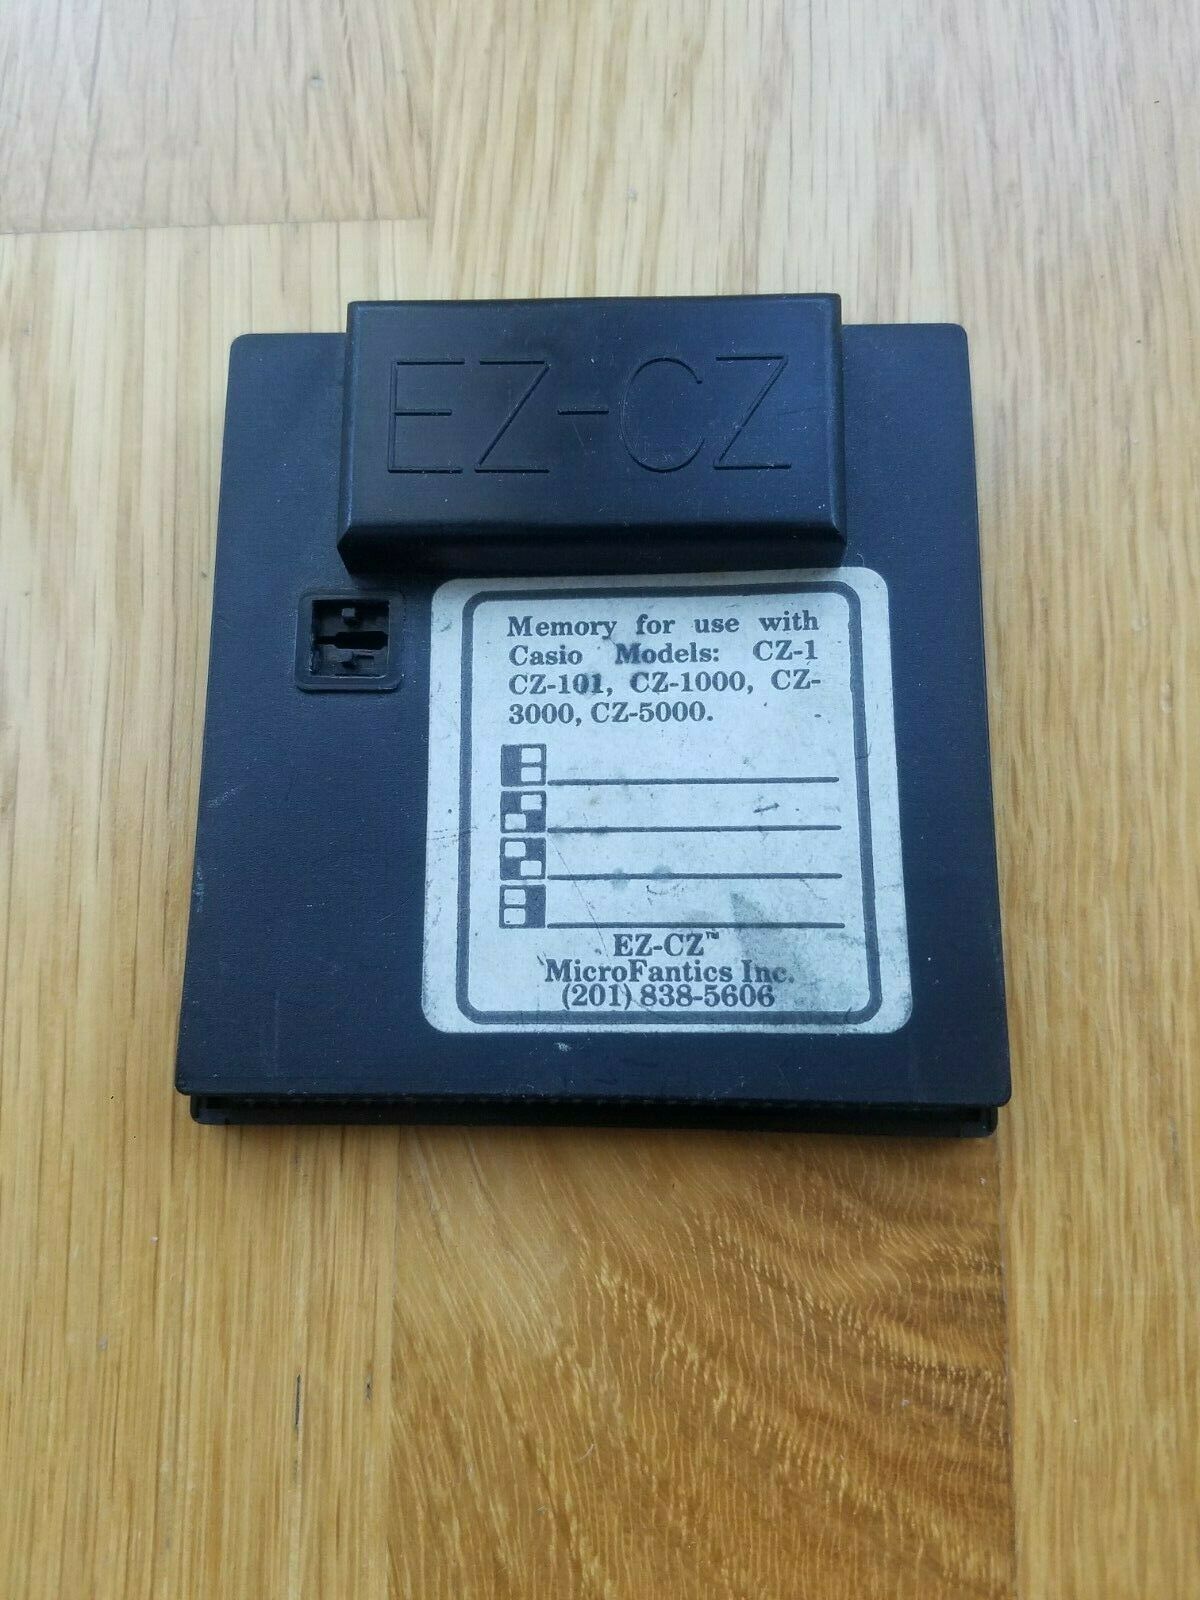 EZ-CZ
Memory for use with
Casio Models: CZ-1
CZ-101, CZ-1000, CZ-
3000, CZ-5000.
EZ-CZ™
MicroFantics Inc.
(201) 838-5606